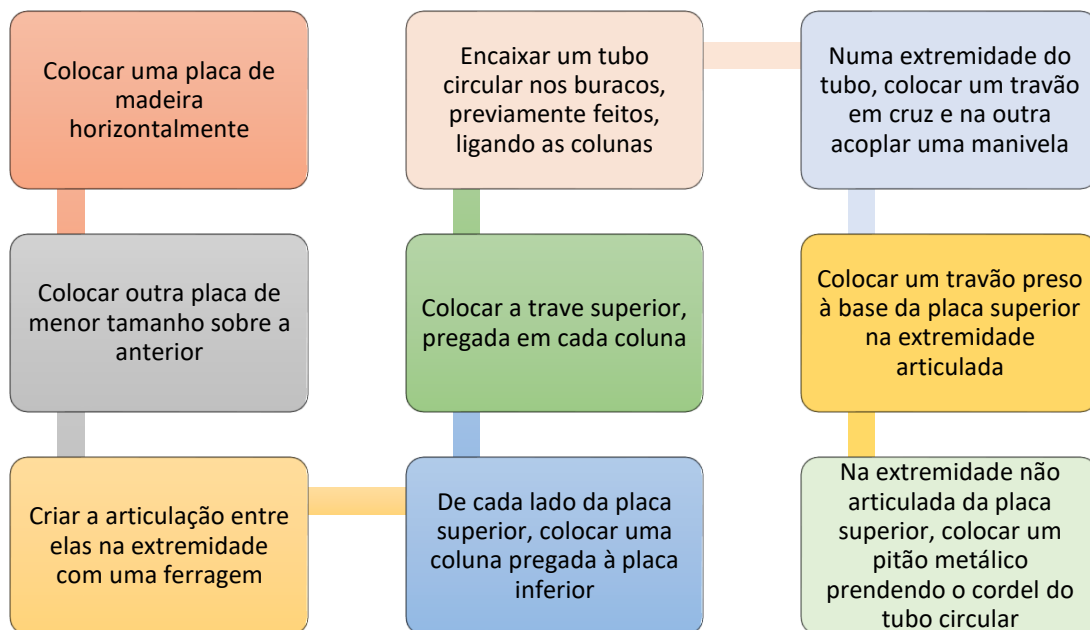 Colocar uma placa de
madeira
horizontalmente
Colocar outra placa de
menor tamanho sobre a
anterior
Criar a articulação entre
elas na extremidade
com uma ferragem
De cada lado da placa
superior, colocar uma
coluna pregada à placa
inferior
Colocar a trave superior,
pregada em cada coluna
Encaixar um tubo
circular nos buracos,
previamente feitos,
ligando as colunas
Numa extremidade do
tubo, colocar um travão
em cruz e na outra
acoplar uma manivela
Colocar um travão preso
à base da placa superior
na extremidade
articulada
Na extremidade não
articulada da placa
superior, colocar um
pitão metálico
prendendo o cordel do
tubo circular